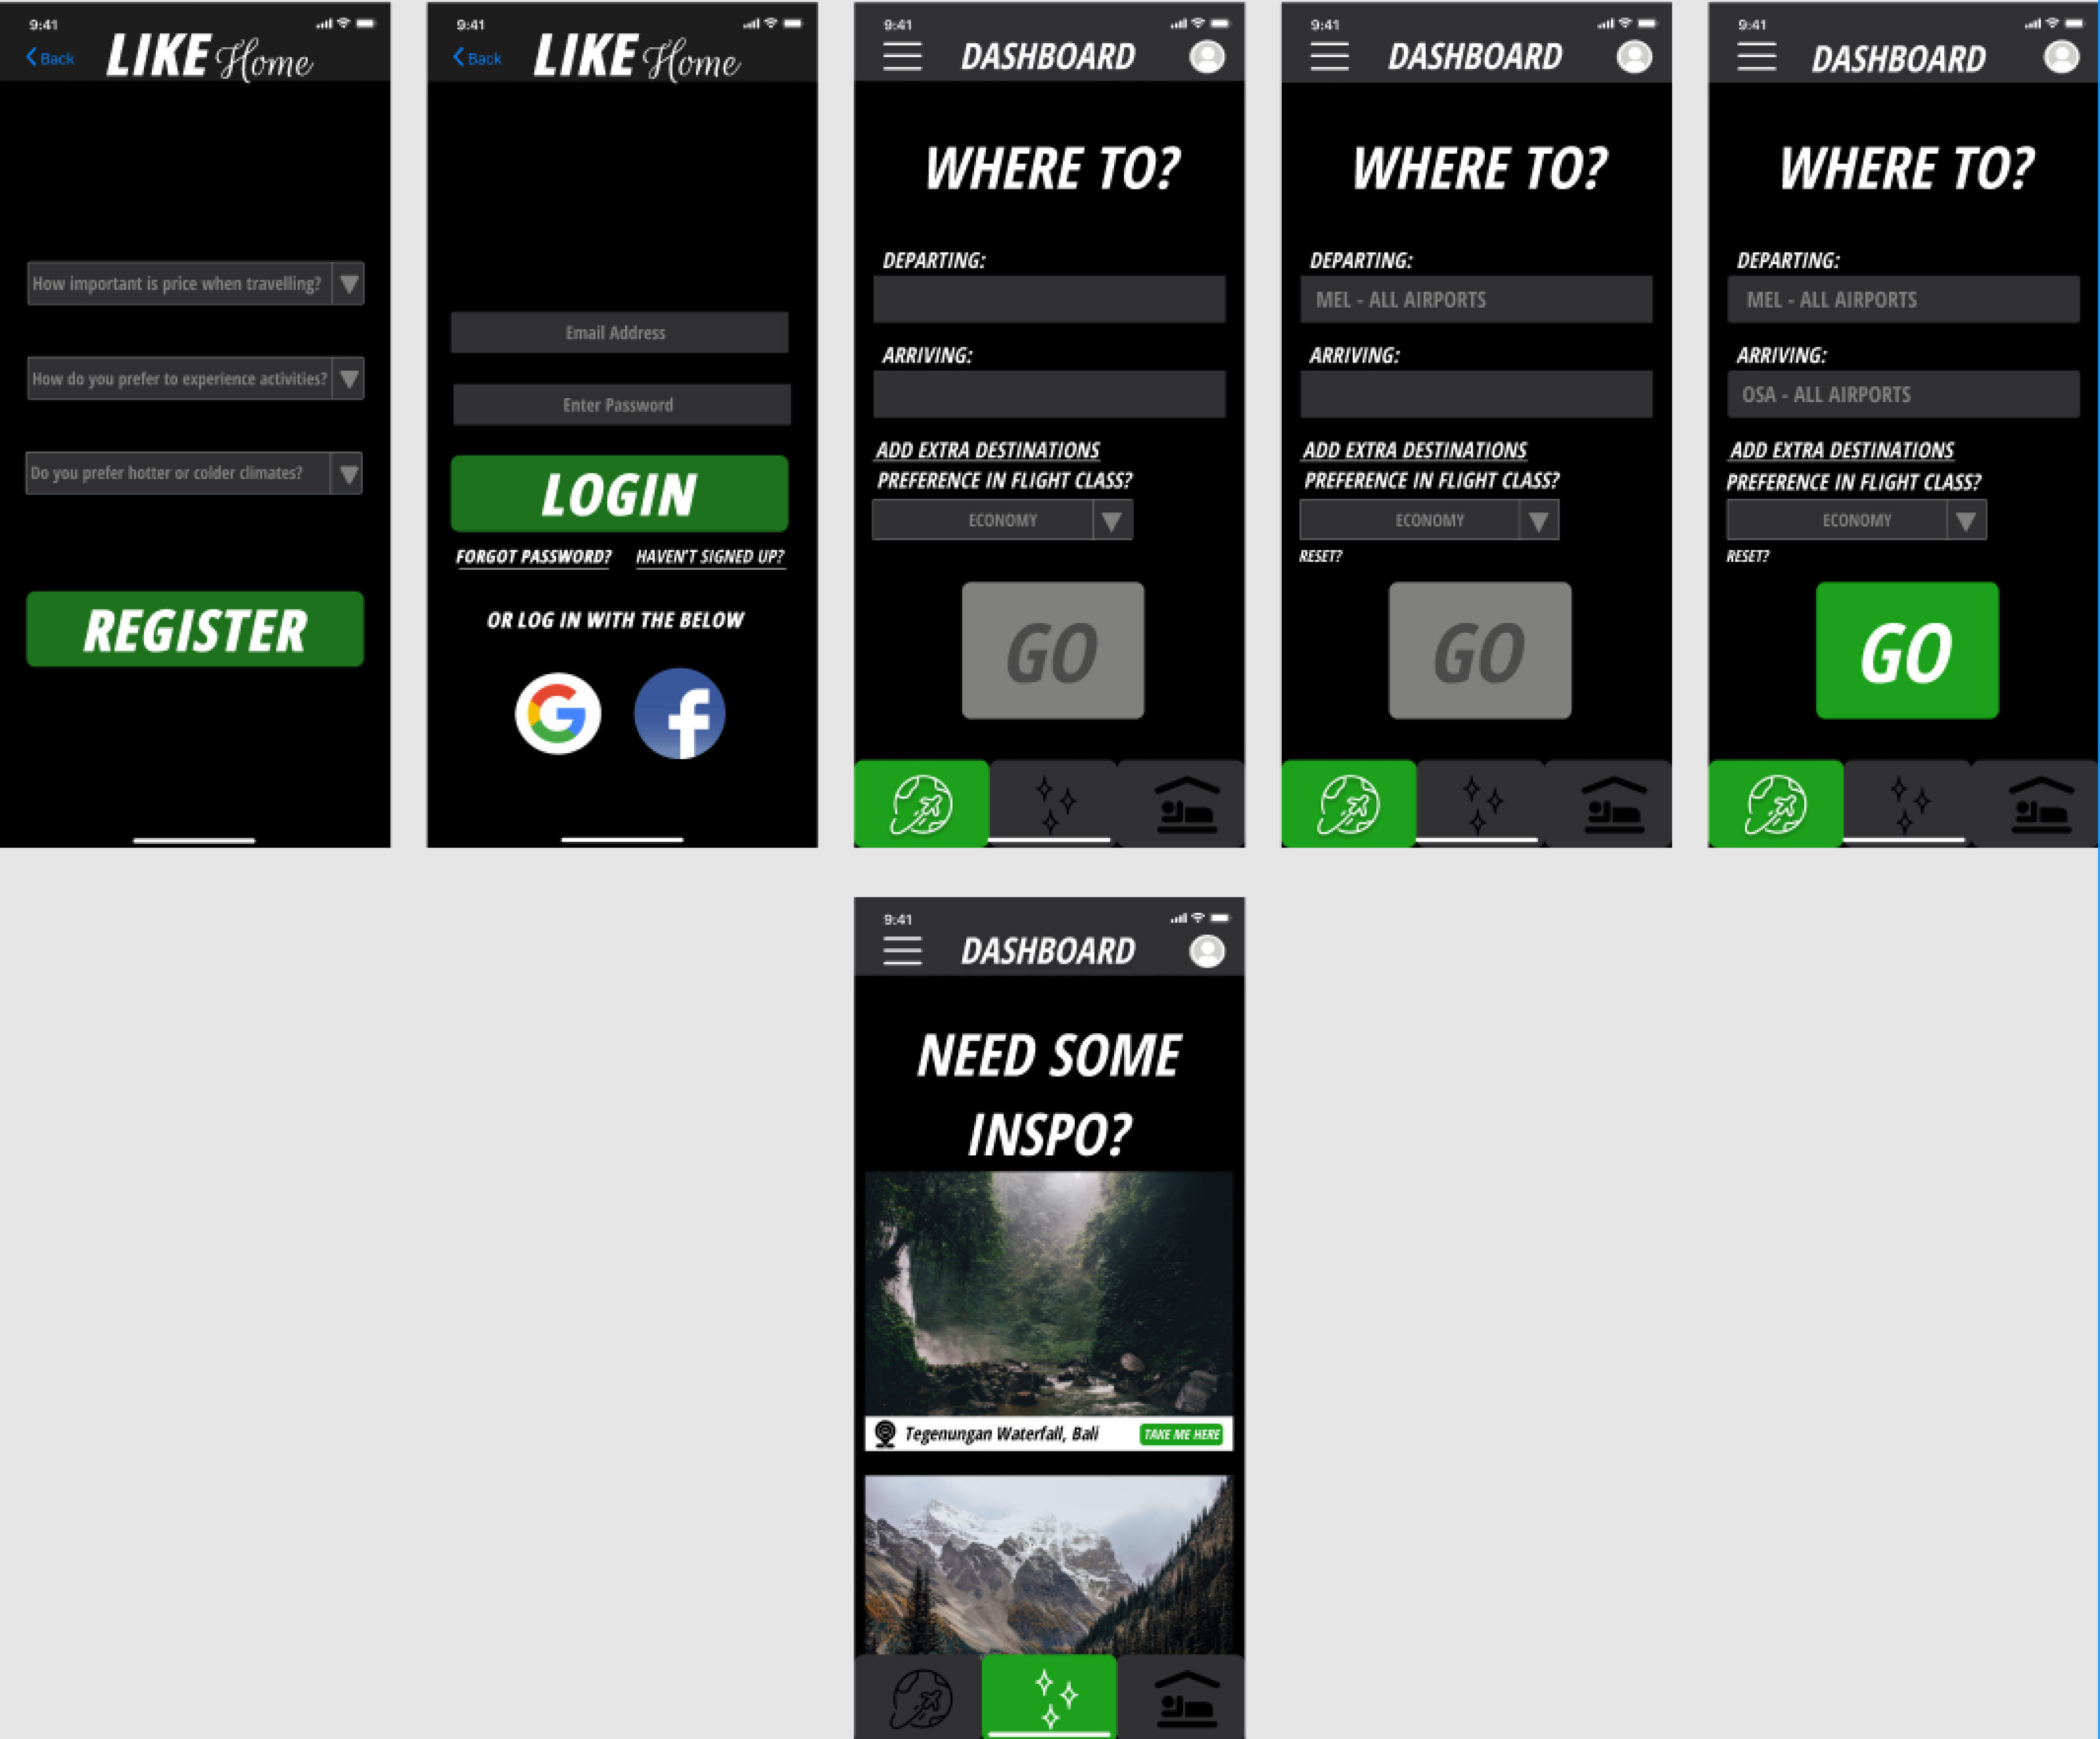 9:41
Back
LIKE Home
How important is price when travelling?
How do you prefer to experience activities?
Do you prefer hotter or colder climates?
REGISTER
9:41
Back
LIKE Home
Email Address
Enter Password
LOGIN
FORGOT PASSWORD? HAVEN'T SIGNED UP?
OR LOG IN WITH THE BELOW
G f
9:41
DASHBOARD
WHERE TO?
DEPARTING:
ARRIVING:
ADD EXTRA DESTINATIONS
PREFERENCE IN FLIGHT CLASS?
ECONOMY
GO
9:41
DASHBOARD
WHERE TO?
DEPARTING:
MEL - ALL AIRPORTS
ARRIVING:
ADD EXTRA DESTINATIONS
PREFERENCE IN FLIGHT CLASS?
ECONOMY
RESET?
GO
9:41
DASHBOARD
WHERE TO?
DEPARTING:
MEL - ALL AIRPORTS
ARRIVING:
OSA - ALL AIRPORTS
ADD EXTRA DESTINATIONS
PREFERENCE IN FLIGHT CLASS?
ECONOMY
RESET?
GO
9:41
DASHBOARD
NEED SOME
INSPO?
Tegenungan Waterfall, Bali TAKE ME HERE